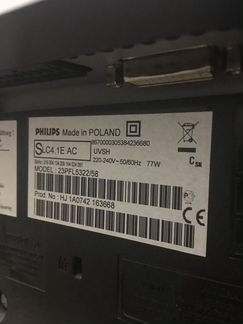 PHILIPS Made in POLAND
SLC4.1E AC
8670000305384236680
UVSH
220-240V~50/60Hz 77W
MODEL : 23PFL5322/58
Prod. No : HJ 1A0742 163668